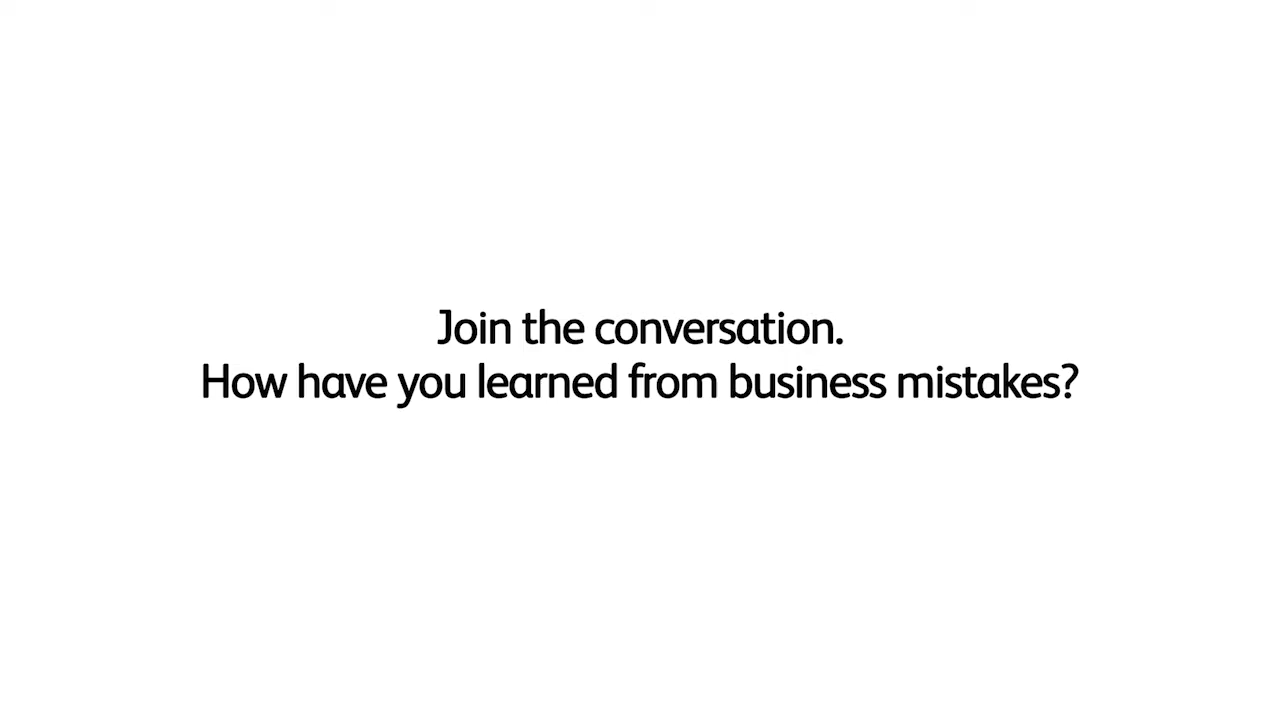 Join the conversation.
How have you learned from business mistakes?